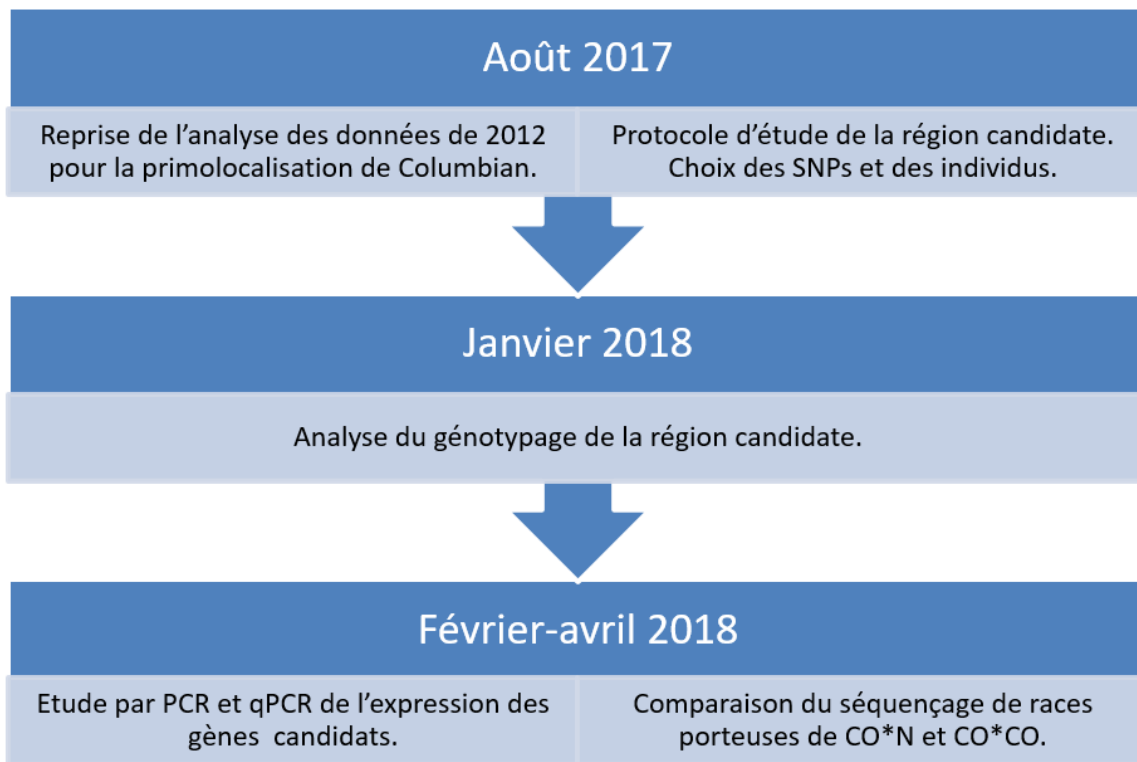 Août 2017
Reprise de l’analyse des données de 2012
pour la primolocalisation de Columbian.
Protocole d’étude de la région candidate.
Choix des SNPs et des individus.
Janvier 2018
Analyse du génotypage de la région candidate.
Février-avril 2018
Etude par PCR et qPCR de l’expression des
gènes candidats.
Comparaison du séquençage de races
porteuses de CO*N et CO*CO.